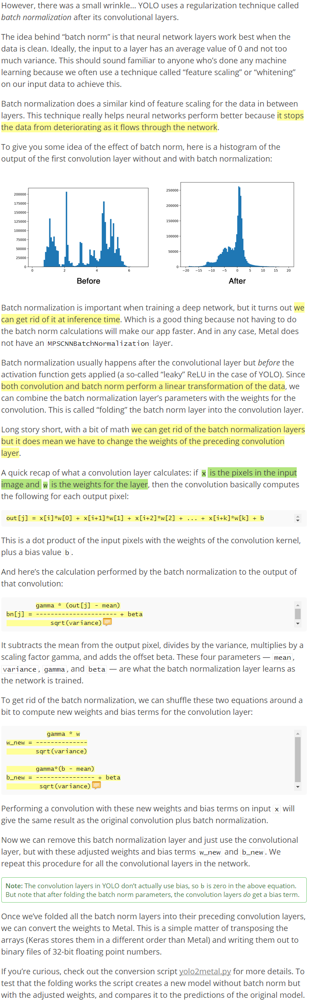 However, there was a small wrinkle… YOLO uses a regularization technique called
batch normalization after its convolutional layers.
The idea behind “batch norm” is that neural network layers work best when the
data is clean. Ideally, the input to a layer has an average value of 0 and not too
much variance. This should sound familiar to anyone who’s done any machine
learning because we often use a technique called “feature scaling” or “whitening”
on our input data to achieve this.
Batch normalization does a similar kind of feature scaling for the data in between
layers. This technique really helps neural networks perform better because it stops
the data from deteriorating as it flows through the network.
To give you some idea of the effect of batch norm, here is a histogram of the
output of the first convolution layer without and with batch normalization:
200000
175000
150000
125000
100000
75000
50000
25000
0
0 2 4 6
Before
250000
200000
150000
100000
50000
0
−20 −15 −10 −5 0 5 10 15 20
After
Batch normalization is important when training a deep network, but it turns out we
can get rid of it at inference time. Which is a good thing because not having to do
the batch norm calculations will make our app faster. And in any case, Metal does
not have an MPSCNNBatchNormalization layer.
Batch normalization usually happens after the convolutional layer but before the
activation function gets applied (a so-called “leaky” ReLU in the case of YOLO). Since
both convolution and batch norm perform a linear transformation of the data, we
can combine the batch normalization layer’s parameters with the weights for the
convolution. This is called “folding” the batch norm layer into the convolution layer.
Long story short, with a bit of math we can get rid of the batch normalization layers
but it does mean we have to change the weights of the preceding convolution
layer.
A quick recap of what a convolution layer calculates: if x is the pixels in the input
image and w is the weights for the layer, then the convolution basically computes
the following for each output pixel:
out[j] = x[i]*w[0] + x[i+1]*w[1] + x[i+2]*w[2] + ... + x[i+k]*w[k] + b
This is a dot product of the input pixels with the weights of the convolution kernel,
plus a bias value b.
And here’s the calculation performed by the batch normalization to the output of
that convolution:
gamma * (out[j] - mean)
bn[j] = ---------------------- + beta
sqrt(variance)
It subtracts the mean from the output pixel, divides by the variance, multiplies by a
scaling factor gamma, and adds the offset beta. These four parameters — mean,
variance, gamma, and beta — are what the batch normalization layer learns as
the network is trained.
To get rid of the batch normalization, we can shuffle these two equations around a
bit to compute new weights and bias terms for the convolution layer:
gamma * w
w_new = --------------
sqrt(variance)
gamma*(b - mean)
b_new = ---------------- + beta
sqrt(variance)
Performing a convolution with these new weights and bias terms on input x will
give the same result as the original convolution plus batch normalization.
Now we can remove this batch normalization layer and just use the convolutional
layer, but with these adjusted weights and bias terms w_new and b_new. We
repeat this procedure for all the convolutional layers in the network.
Note: The convolution layers in YOLO don’t actually use bias, so b is zero in the above equation.
But note that after folding the batch norm parameters, the convolution layers do get a bias term.
Once we’ve folded all the batch norm layers into their preceding convolution layers,
we can convert the weights to Metal. This is a simple matter of transposing the
arrays (Keras stores them in a different order than Metal) and writing them out to
binary files of 32-bit floating point numbers.
If you’re curious, check out the conversion script yolo2metal.py for more details. To
test that the folding works the script creates a new model without batch norm but
with the adjusted weights, and compares it to the predictions of the original model.